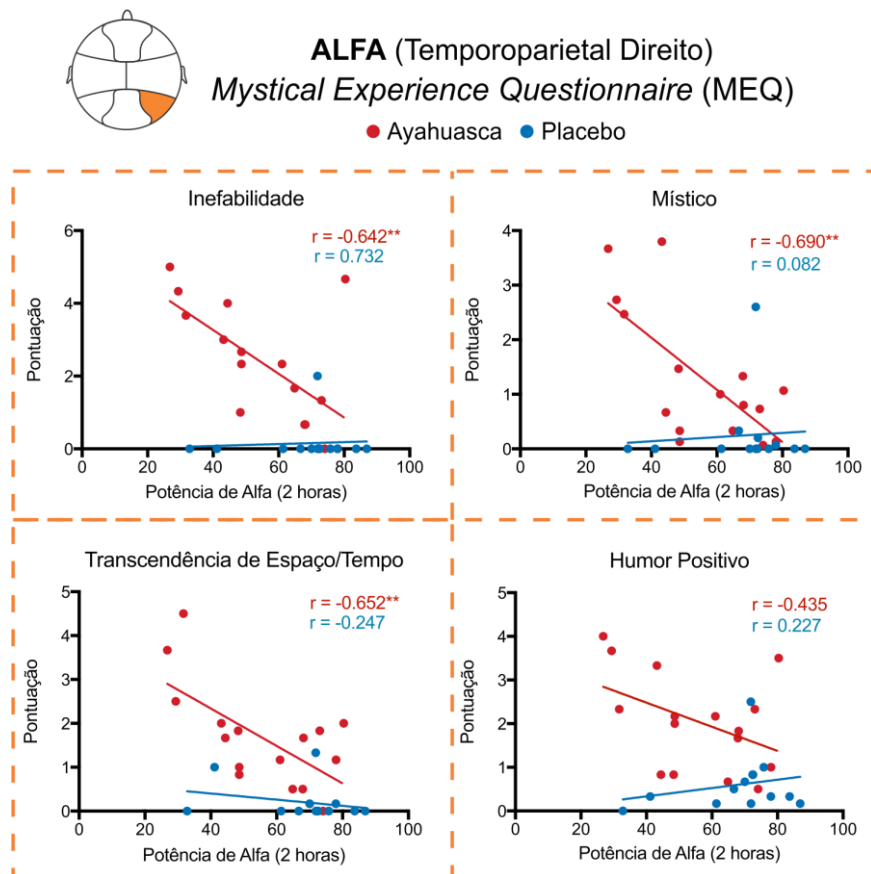 ALFA (Temporoparietal Direito)
Mystical Experience Questionnaire (MEQ)
Ayahuasca Placebo
Inefabilidade
r = -0.642**
r = 0.732
Pontuação
6
4
2
0
0 20 40 60 80 100
Potência de Alfa (2 horas)
Místico
r = -0.690**
r = 0.082
Pontuação
4
3
2
1
0
0 20 40 60 80 100
Potência de Alfa (2 horas)
Transcendência de Espaço/Tempo
r = -0.652**
r = -0.247
Pontuação
5
4
3
2
1
0
0 20 40 60 80 100
Potência de Alfa (2 horas)
Humor Positivo
r = -0.435
r = 0.227
Pontuação
5
4
3
2
1
0
0 20 40 60 80 100
Potência de Alfa (2 horas)